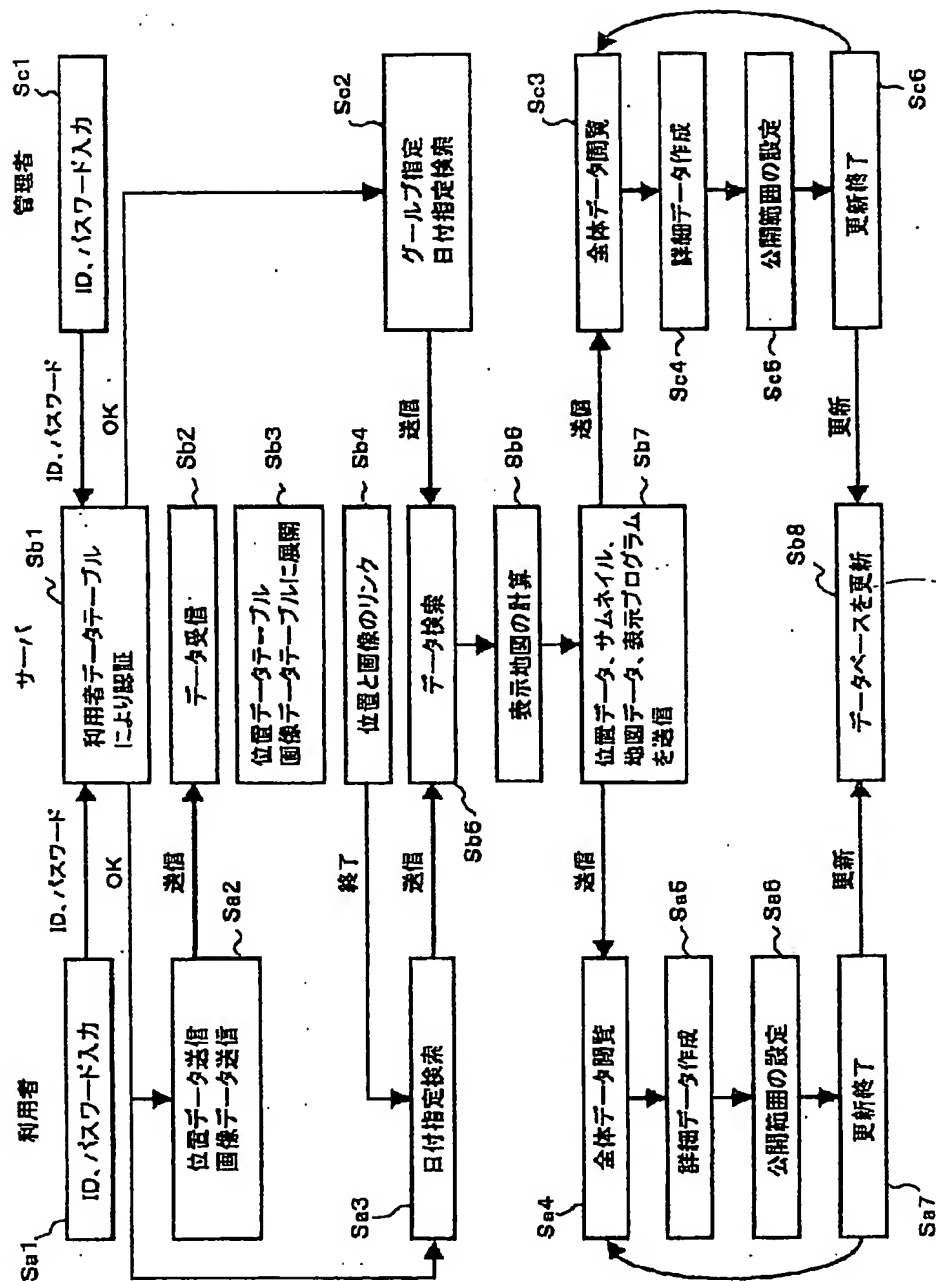 利用者
サーバ
管理者
Sa1
ID、パスワード入力
ID、パスワード
Sb1
利用者データテーブル
により認証
ID、パスワード
Sc1
ID、パスワード入力
OK
OK
Sa2
位置データ送信
画像データ送信
送信
Sb2
データ受信
Sb3
位置データテーブル
画像データテーブルに展開
Sb4
位置と画像のリンク
終了
Sa3
日付指定検索
送信
Sb5
データ検索
送信
Sc2
グールプ指定
日付指定検索
Sb6
表示地図の計算
Sb7
位置データ、サムネイル、
地図データ、表示プログラム
を送信
送信
送信
Sa4
全体データ閲覧
Sa5
詳細データ作成
Sa6
公開範囲の設定
Sa7
更新終了
更新
Sb8
データベースを更新
更新
Sc3
全体データ閲覧
Sc4
詳細データ作成
Sc5
公開範囲の設定
Sc6
更新終了